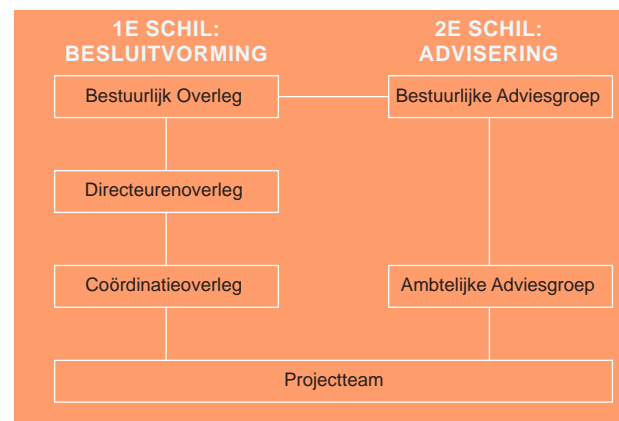 1E SCHIL:
BESLUITVORMING
2E SCHIL:
ADVISERING
Bestuurlijk Overleg
Bestuurlijke Adviesgroep
Directeurenoverleg
Coördinatieoverleg
Ambtelijke Adviesgroep
Projectteam